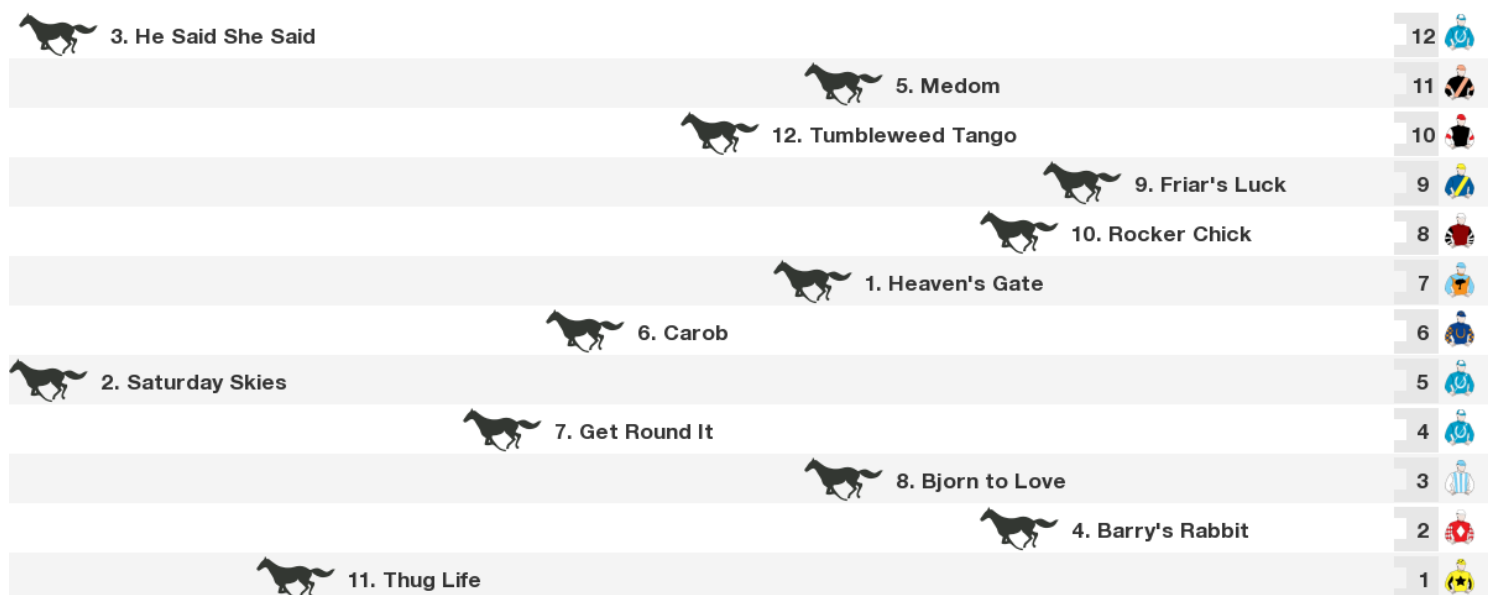 3. He Said She Said 12
5. Medom 11
12. Tumbleweed Tango 10
9. Friar's Luck 9
10. Rocker Chick 8
1. Heaven's Gate 7
6. Carob 6
2. Saturday Skies 5
7. Get Round It 4
8. Bjorn to Love 3
4. Barry's Rabbit 2
11. Thug Life 1